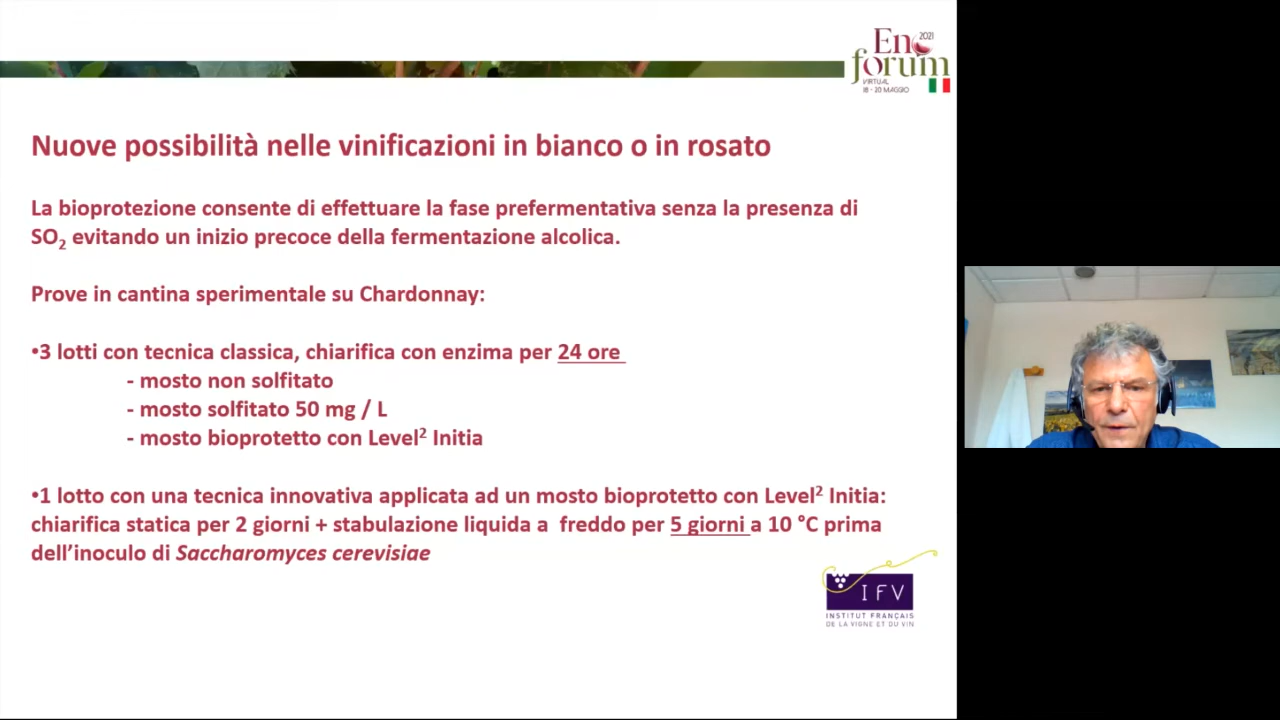 Eno 2021
forum
VIRTUAL
18 - 20 MAGGIO
Nuove possibilità nelle vinificazioni in bianco o in rosato
La bioprotezione consente di effettuare la fase prefermentativa senza la presenza di
SO₂ evitando un inizio precoce della fermentazione alcolica.
Prove in cantina sperimentale su Chardonnay:
•3 lotti con tecnica classica, chiarifica con enzima per 24 ore
- mosto non solfitato
- mosto solfitato 50 mg / L
- mosto bioprotetto con Level² Initia
•1 lotto con una tecnica innovativa applicata ad un mosto bioprotetto con Level² Initia:
chiarifica statica per 2 giorni + stabulazione liquida a freddo per 5 giorni a 10 °C prima
dell’inoculo di Saccharomyces cerevisiae
IFV
INSTITUT FRANÇAIS
DE LA VIGNE ET DU VIN